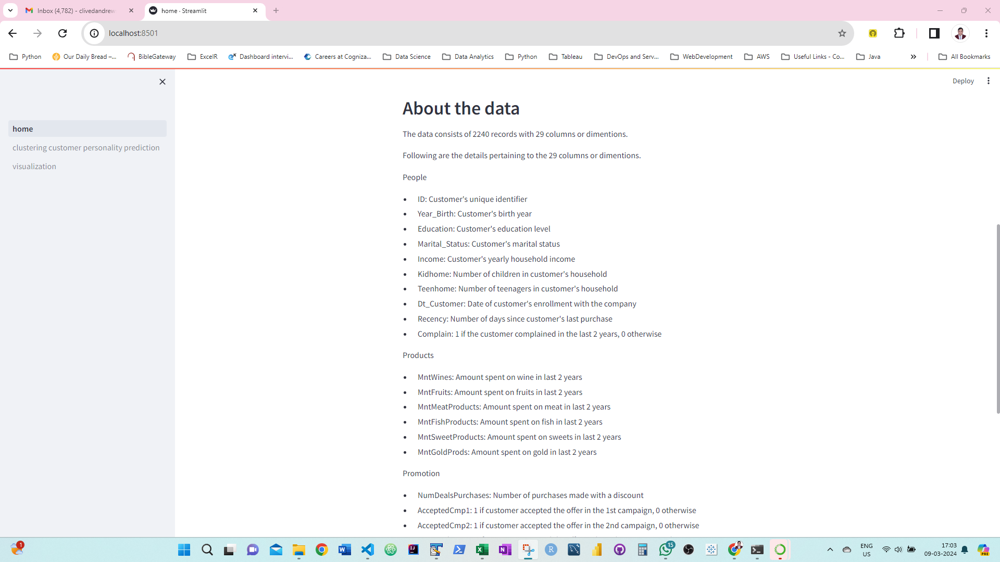 Inbox (4,782) - clivedandrew
home · Streamlit
localhost:8501
Python
Our Daily Bread –...
BibleGateway
ExcelR
Dashboard intervi...
Careers at Cogniza...
Data Science
Data Analytics
Python
Tableau
DevOps and Serv...
WebDevelopment
AWS
Useful Links - Co...
Java
All Bookmarks
Deploy
home
clustering customer personality prediction
visualization
About the data
The data consists of 2240 records with 29 columns or dimentions.
Following are the details pertaining to the 29 columns or dimentions.
People
• ID: Customer's unique identifier
• Year_Birth: Customer's birth year
• Education: Customer's education level
• Marital_Status: Customer's marital status
• Income: Customer's yearly household income
• Kidhome: Number of children in customer's household
• Teenhome: Number of teenagers in customer's household
• Dt_Customer: Date of customer's enrollment with the company
• Recency: Number of days since customer's last purchase
• Complain: 1 if the customer complained in the last 2 years, 0 otherwise
Products
• MntWines: Amount spent on wine in last 2 years
• MntFruits: Amount spent on fruits in last 2 years
• MntMeatProducts: Amount spent on meat in last 2 years
• MntFishProducts: Amount spent on fish in last 2 years
• MntSweetProducts: Amount spent on sweets in last 2 years
• MntGoldProds: Amount spent on gold in last 2 years
Promotion
• NumDealsPurchases: Number of purchases made with a discount
• AcceptedCmp1: 1 if customer accepted the offer in the 1st campaign, 0 otherwise
• AcceptedCmp2: 1 if customer accepted the offer in the 2nd campaign, 0 otherwise
1
15
ENG
US
17:03
09-03-2024
PRE